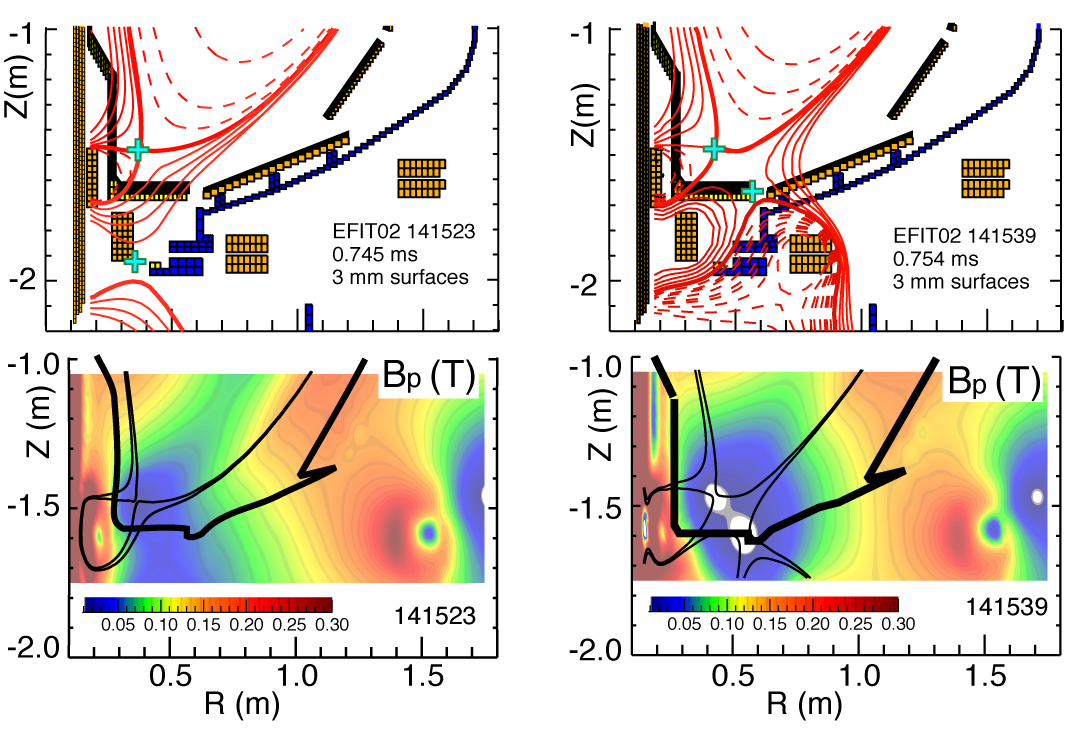 -1
Z(m)
-2
EFIT02 141523
0.745 ms
3 mm surfaces
-1
Z(m)
-2
EFIT02 141539
0.754 ms
3 mm surfaces
-1.0
Z (m)
-1.5
-2.0
Bp (T)
0.05 0.10 0.15 0.20 0.25 0.30
141523
0.5 1.0 1.5
R (m)
-1.0
Z (m)
-1.5
-2.0
Bp (T)
0.05 0.10 0.15 0.20 0.25 0.30
141539
0.5 1.0 1.5
R (m)